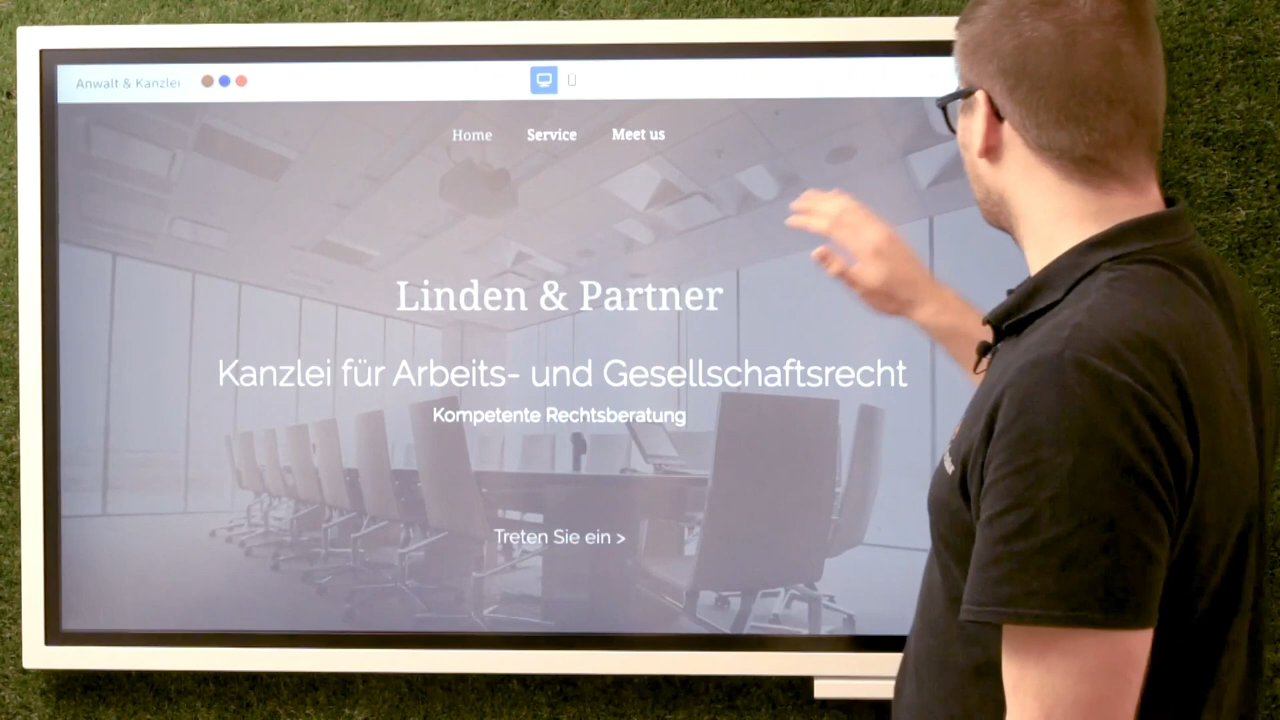 Anwalt & Kanzlei
Home Service Meet us
Linden & Partner
Kanzlei für Arbeits- und Gesellschaftsrecht
Kompetente Rechtsberatung
Treten Sie ein >